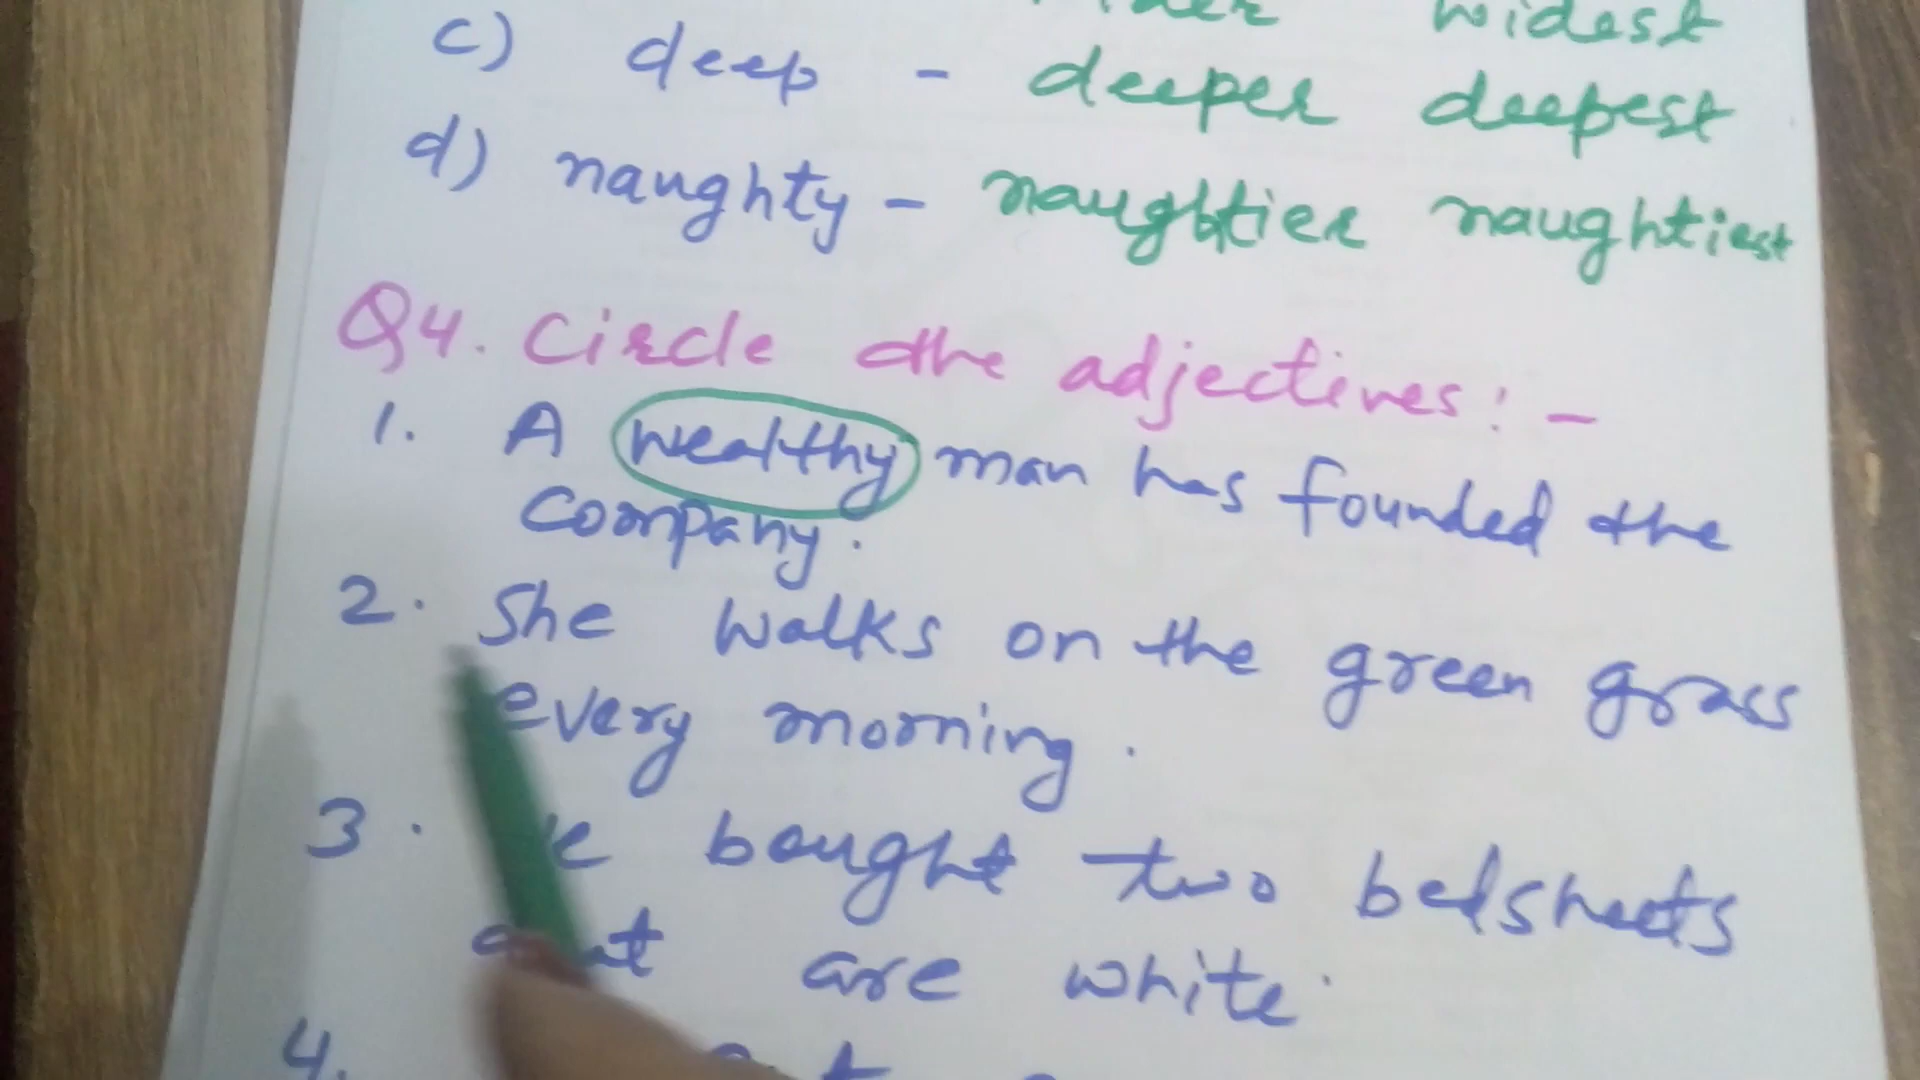 widest
c) deep - deeper deepest
d) naughty - naughtier naughtiest
Q4. Circle the adjectives: -
1. A wealthy man has founded the
company.
2. She walks on the green grass
every morning.
3. bought two bedsheets
are white.
4.